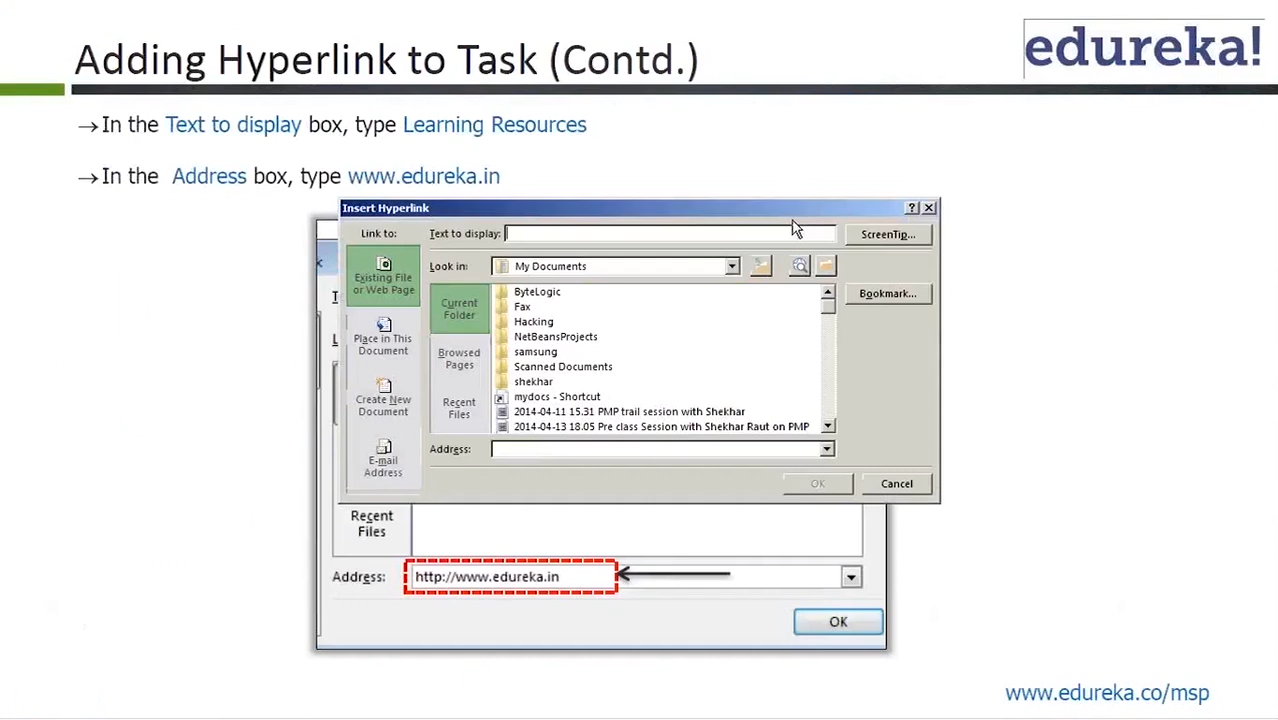 Adding Hyperlink to Task (Contd.)
edureka!
→In the Text to display box, type Learning Resources
→In the Address box, type www.edureka.in
Insert Hyperlink
Link to:
Text to display:
ScreenTip...
Existing File
or Web Page
Look in:
My Documents
Bookmark...
Current
Folder
ByteLogic
Fax
Hacking
NetBeansProjects
samsung
Scanned Documents
shekhar
mydocs - Shortcut
2014-04-11 15.31 PMP trail session with Shekhar
2014-04-13 18.05 Pre class Session with Shekhar Raut on PMP
Place in This
Document
Browsed
Pages
Create New
Document
Recent
Files
E-mail
Address
Address:
OK
Cancel
Recent
Files
Address:
http://www.edureka.in
OK
www.edureka.co/msp